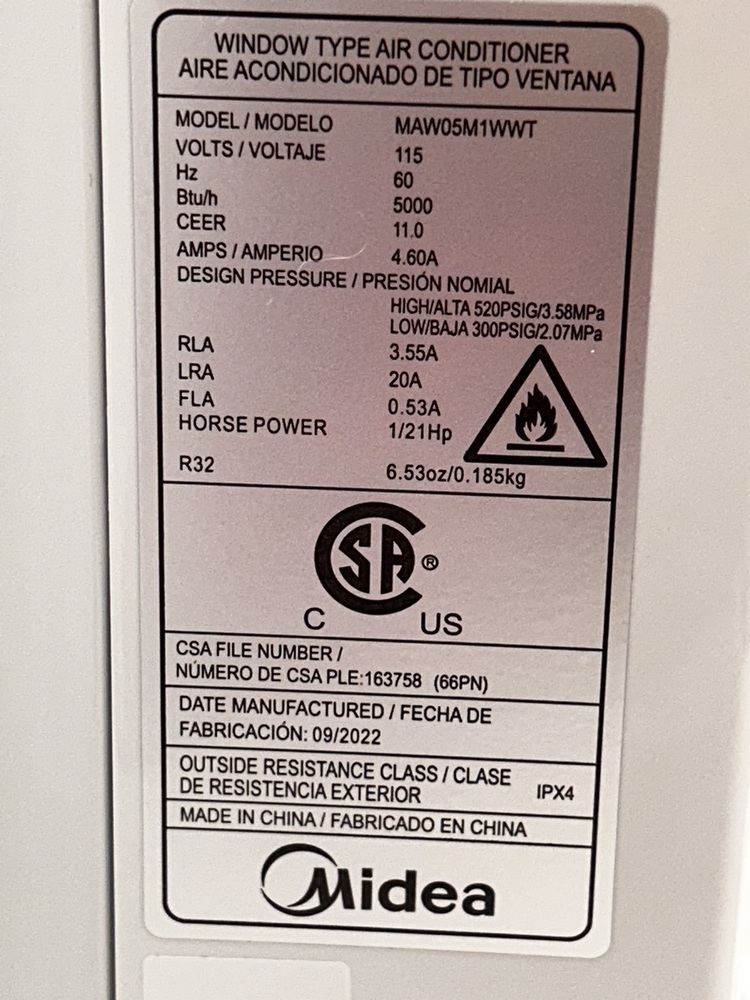 WINDOW TYPE AIR CONDITIONER
AIRE ACONDICIONADO DE TIPO VENTANA
MODEL / MODELO MAW05M1WWT
VOLTS / VOLTAJE 115
Hz 60
Btu/h 5000
CEER 11.0
AMPS / AMPERIO 4.60A
DESIGN PRESSURE / PRESIÓN NOMIAL
HIGH/ALTA 520PSIG/3.58MPa
LOW/BAJA 300PSIG/2.07MPa
RLA 3.55A
LRA 20A
FLA 0.53A
HORSE POWER 1/21Hp
R32 6.53oz/0.185kg
CSA ®
C US
CSA FILE NUMBER /
NÚMERO DE CSA PLE:163758 (66PN)
DATE MANUFACTURED / FECHA DE
FABRICACIÓN: 09/2022
OUTSIDE RESISTANCE CLASS / CLASE
DE RESISTENCIA EXTERIOR IPX4
MADE IN CHINA / FABRICADO EN CHINA
Midea